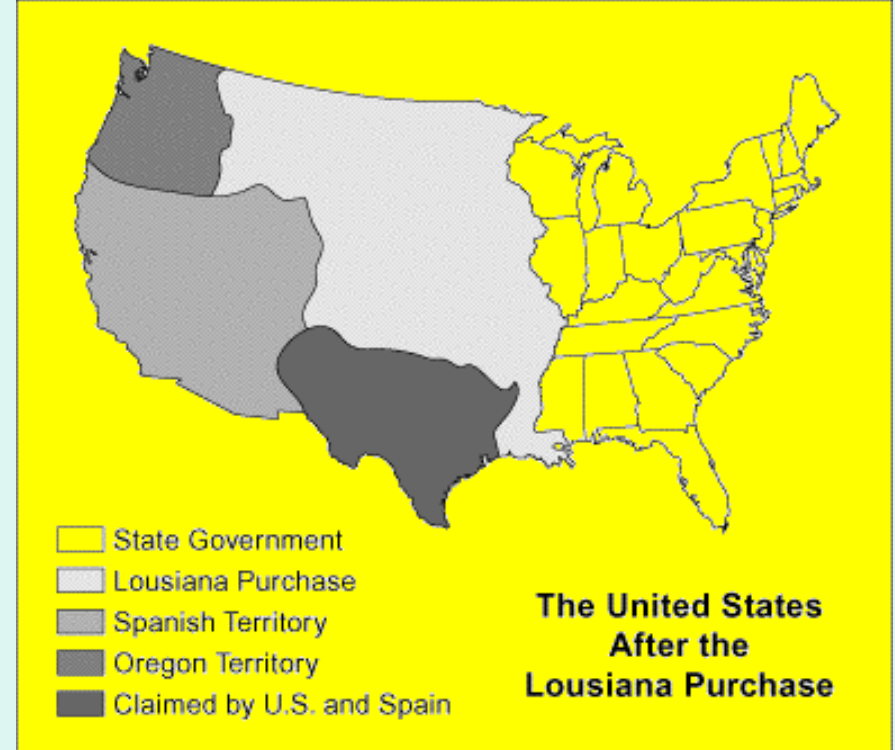 State Government
Lousiana Purchase
Spanish Territory
Oregon Territory
Claimed by U.S. and Spain
The United States
After the
Lousiana Purchase